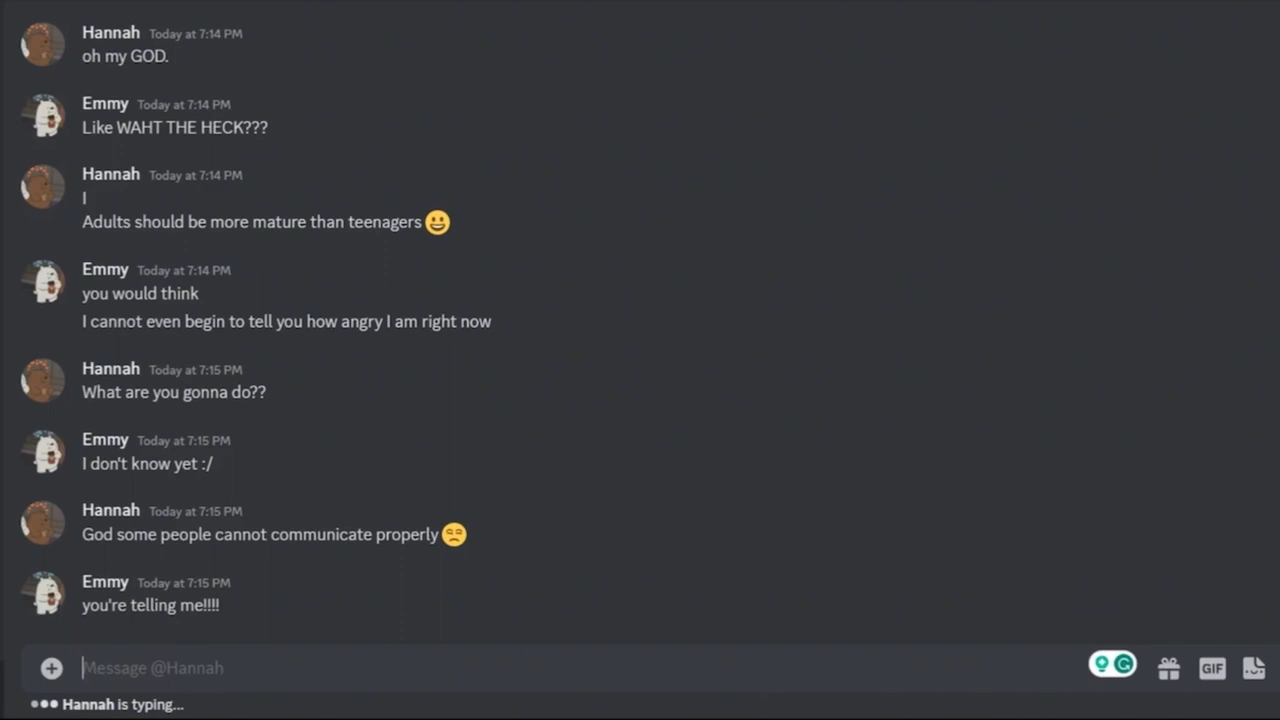 Hannah Today at 7:14 PM
oh my GOD.
Emmy Today at 7:14 PM
Like WAHT THE HECK???
Hannah Today at 7:14 PM
I
Adults should be more mature than teenagers 😀
Emmy Today at 7:14 PM
you would think
I cannot even begin to tell you how angry I am right now
Hannah Today at 7:15 PM
What are you gonna do??
Emmy Today at 7:15 PM
I don't know yet :/
Hannah Today at 7:15 PM
God some people cannot communicate properly 😒
Emmy Today at 7:15 PM
you're telling me!!!!
Message @Hannah
GIF
Hannah is typing...